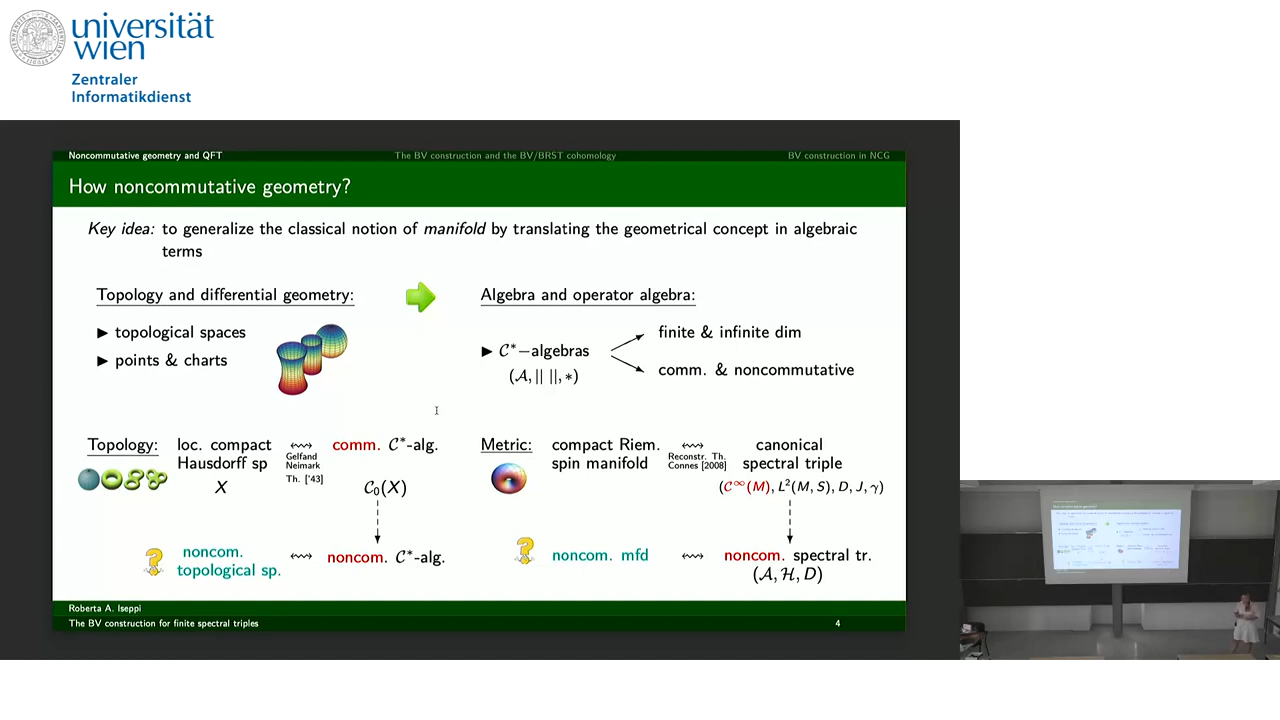 universität
wien
Zentraler
Informatikdienst
Noncommutative geometry and QFT The BV construction and the BV/BRST cohomology BV construction in NCG
How noncommutative geometry?
Key idea: to generalize the classical notion of manifold by translating the geometrical concept in algebraic
terms
Topology and differential geometry:
▶ topological spaces
▶ points & charts
Algebra and operator algebra:
▶ C*−algebras
(A, || ||, *)
finite & infinite dim
comm. & noncommutative
Topology: loc. compact
Hausdorff sp
X
↭
Gelfand
Neimark
Th. ['43]
comm. C*-alg.
C₀(X)
noncom.
topological sp.
↭ noncom. C*-alg.
Metric: compact Riem.
spin manifold
↭
Reconstr. Th.
Connes [2008]
canonical
spectral triple
(C^∞(M), L²(M, S), D, J, γ)
noncom. mfd ↭ noncom. spectral tr.
(A, H, D)
Roberta A. Iseppi
The BV construction for finite spectral triples 4